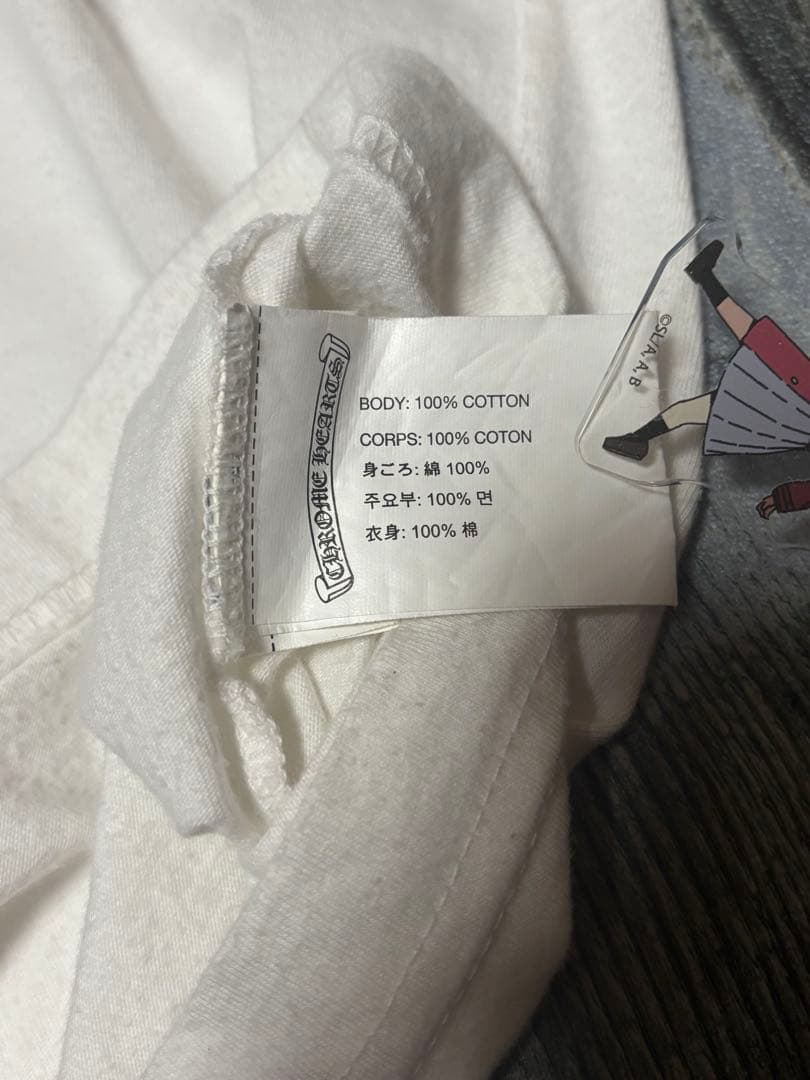 CHROME HEARTS
BODY: 100% COTTON
CORPS: 100% COTON
身ごろ: 綿 100%
주요부: 100% 면
衣身: 100% 棉
©SL/A, A, B